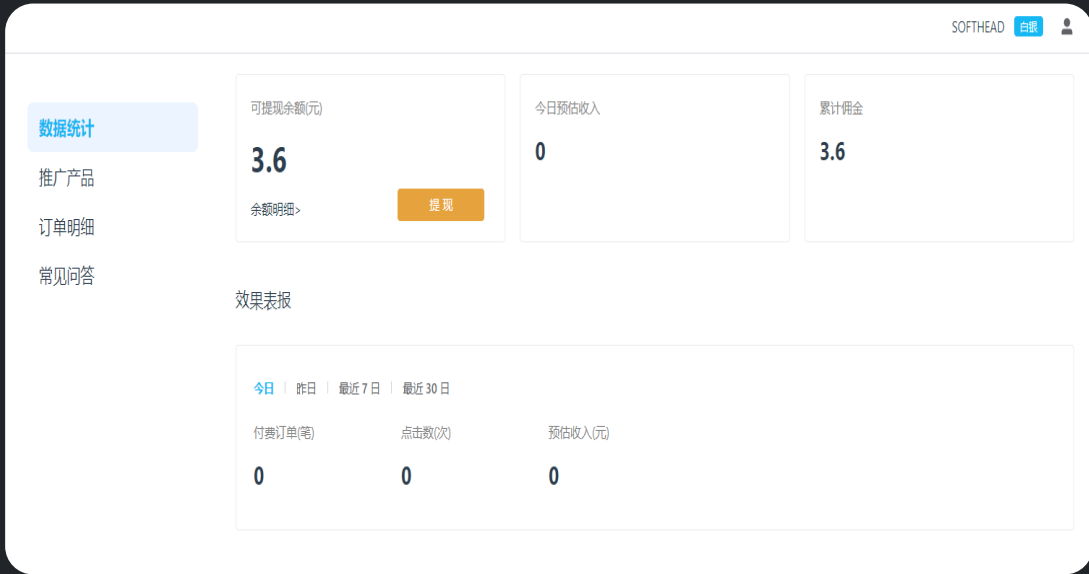 SOFTHEAD 白银
数据统计
推广产品
订单明细
常见问答
可提现余额(元)
3.6
余额明细>
提现
今日预估收入
0
累计佣金
3.6
效果表报
今日 昨日 最近 7 日 最近 30 日
付费订单(笔) 点击数(次) 预估收入(元)
0 0 0